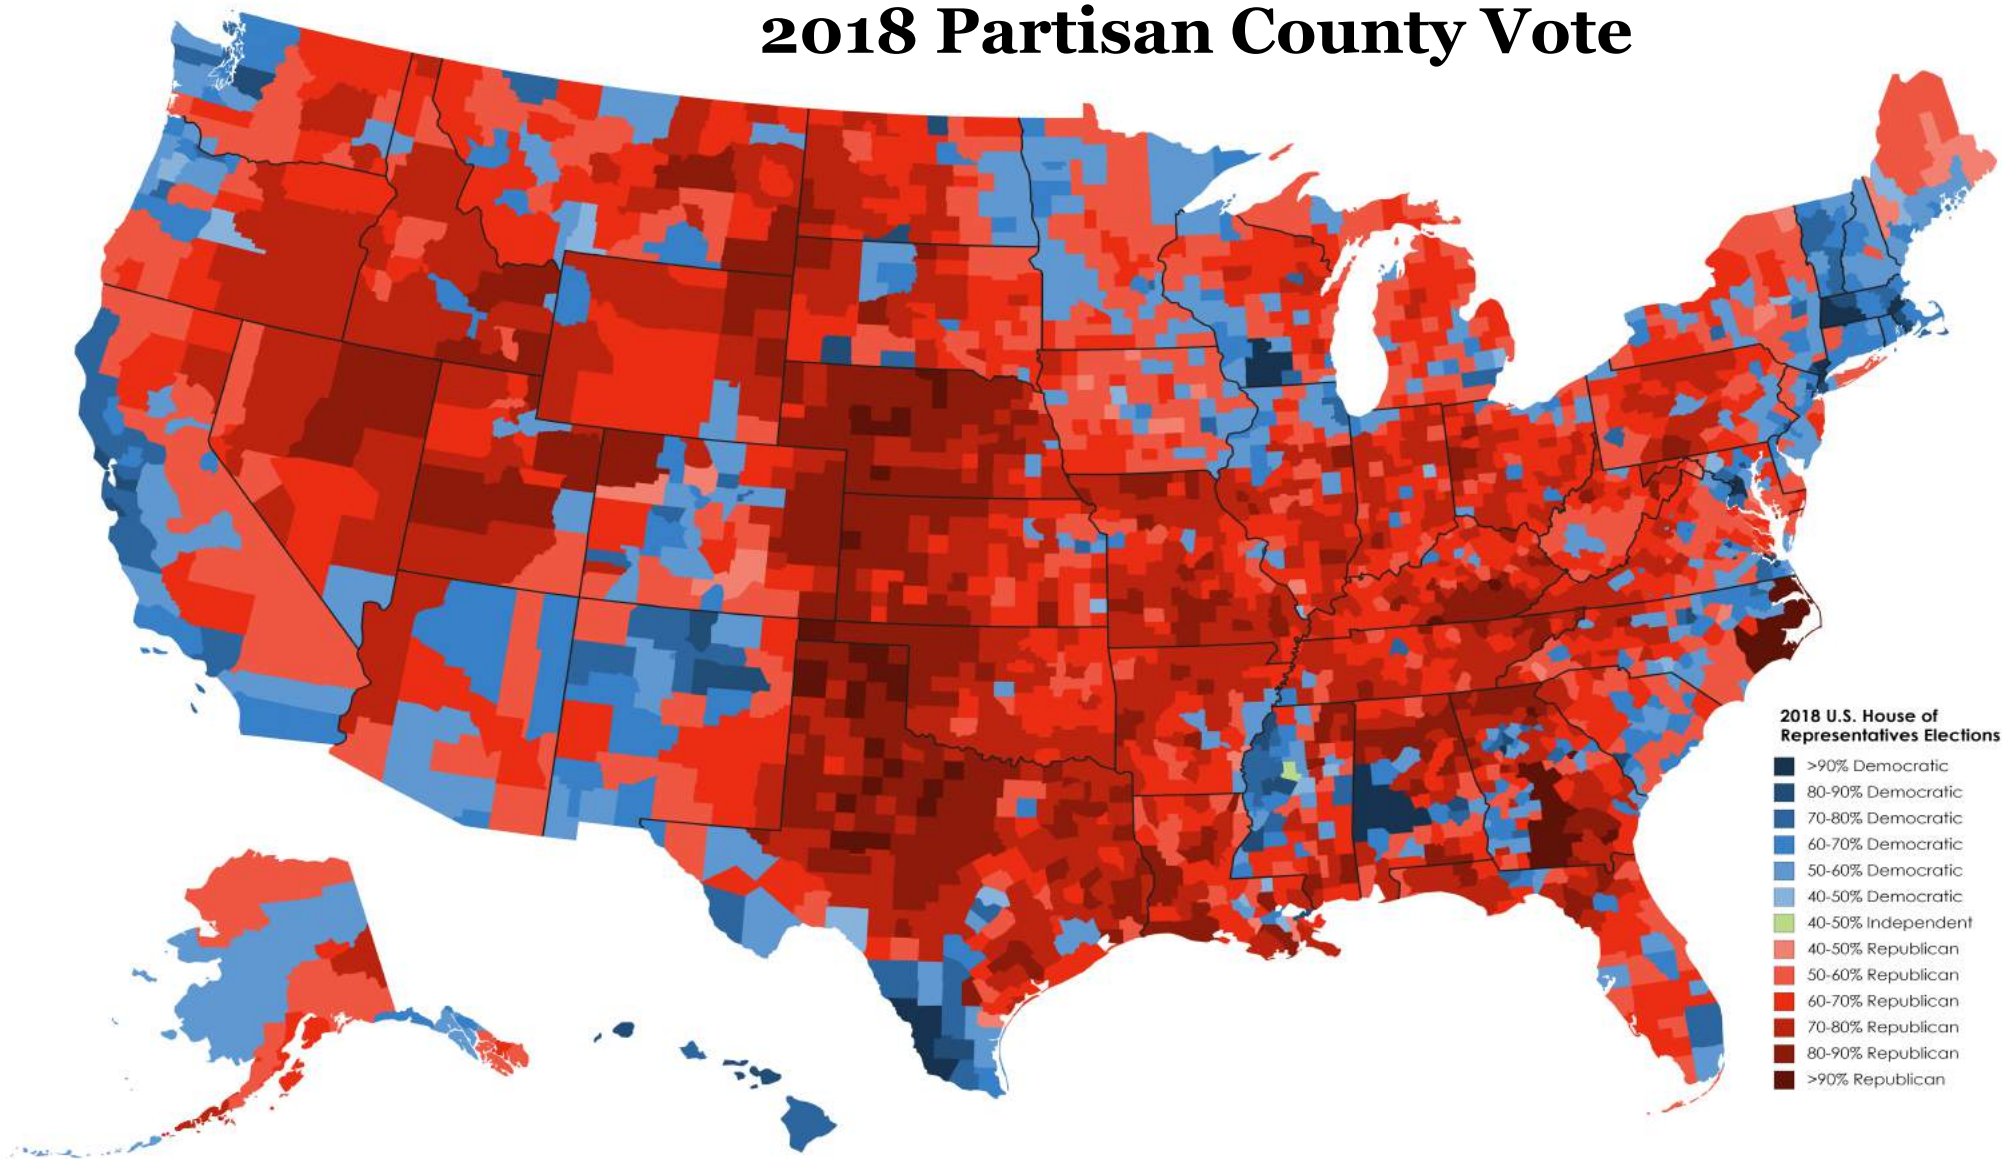 2018 Partisan County Vote
2018 U.S. House of
Representatives Elections
>90% Democratic
80-90% Democratic
70-80% Democratic
60-70% Democratic
50-60% Democratic
40-50% Democratic
40-50% Independent
40-50% Republican
50-60% Republican
60-70% Republican
70-80% Republican
80-90% Republican
>90% Republican